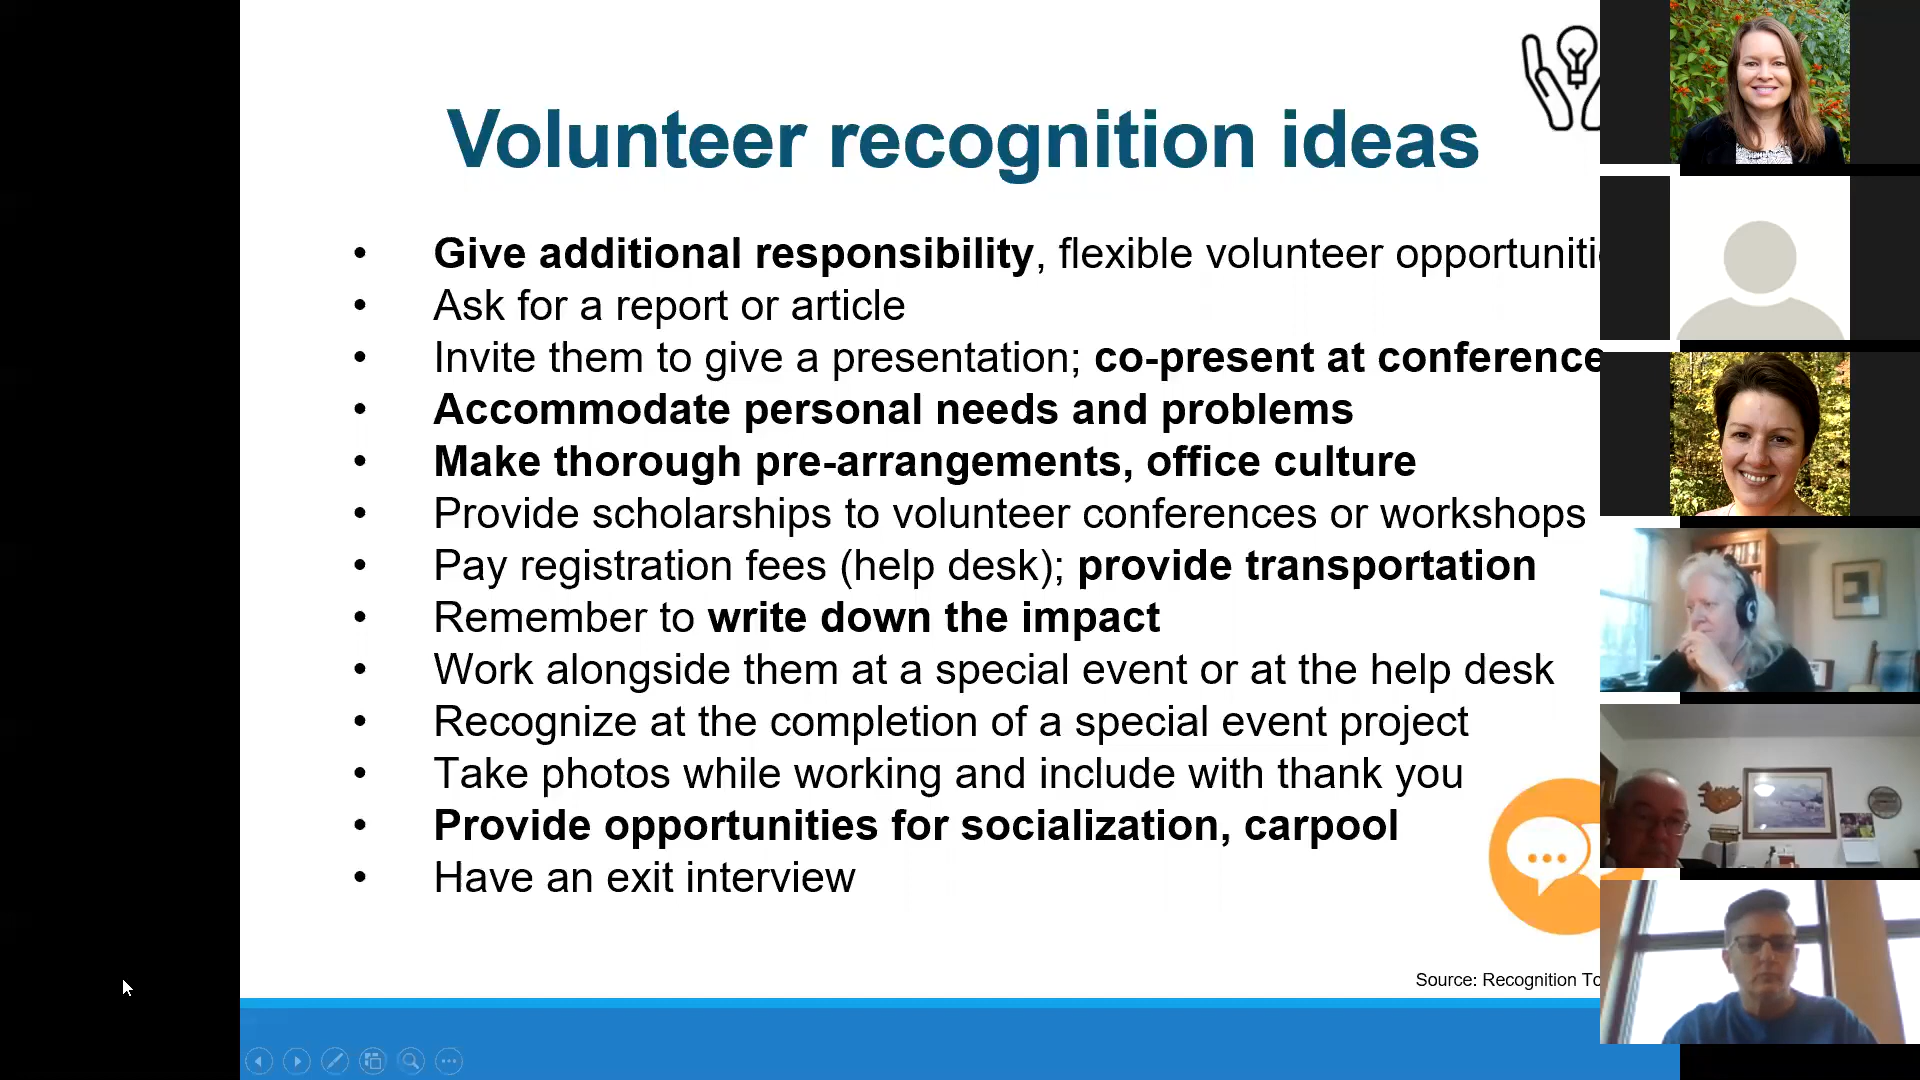 Volunteer recognition ideas
• Give additional responsibility, flexible volunteer
• Ask for a report or article
• Invite them to give a presentation; co-present at conference
• Accommodate personal needs and problems
• Make thorough pre-arrangements, office culture
• Provide scholarships to volunteer conferences or workshops
• Pay registration fees (help desk); provide transportation
• Remember to write down the impact
• Work alongside them at a special event or at the help desk
• Recognize at the completion of a special event project
• Take photos while working and include with thank you
• Provide opportunities for socialization, carpool
• Have an exit interview
Source: Recognition